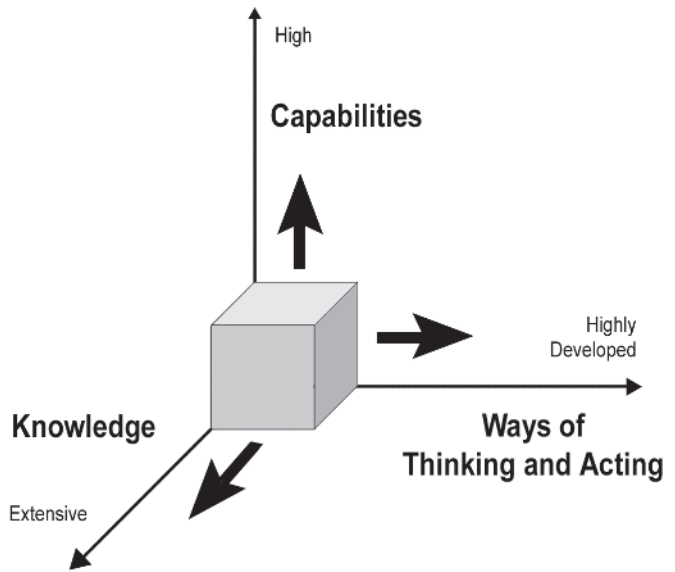 High
Capabilities
Highly
Developed
Knowledge
Ways of
Thinking and Acting
Extensive